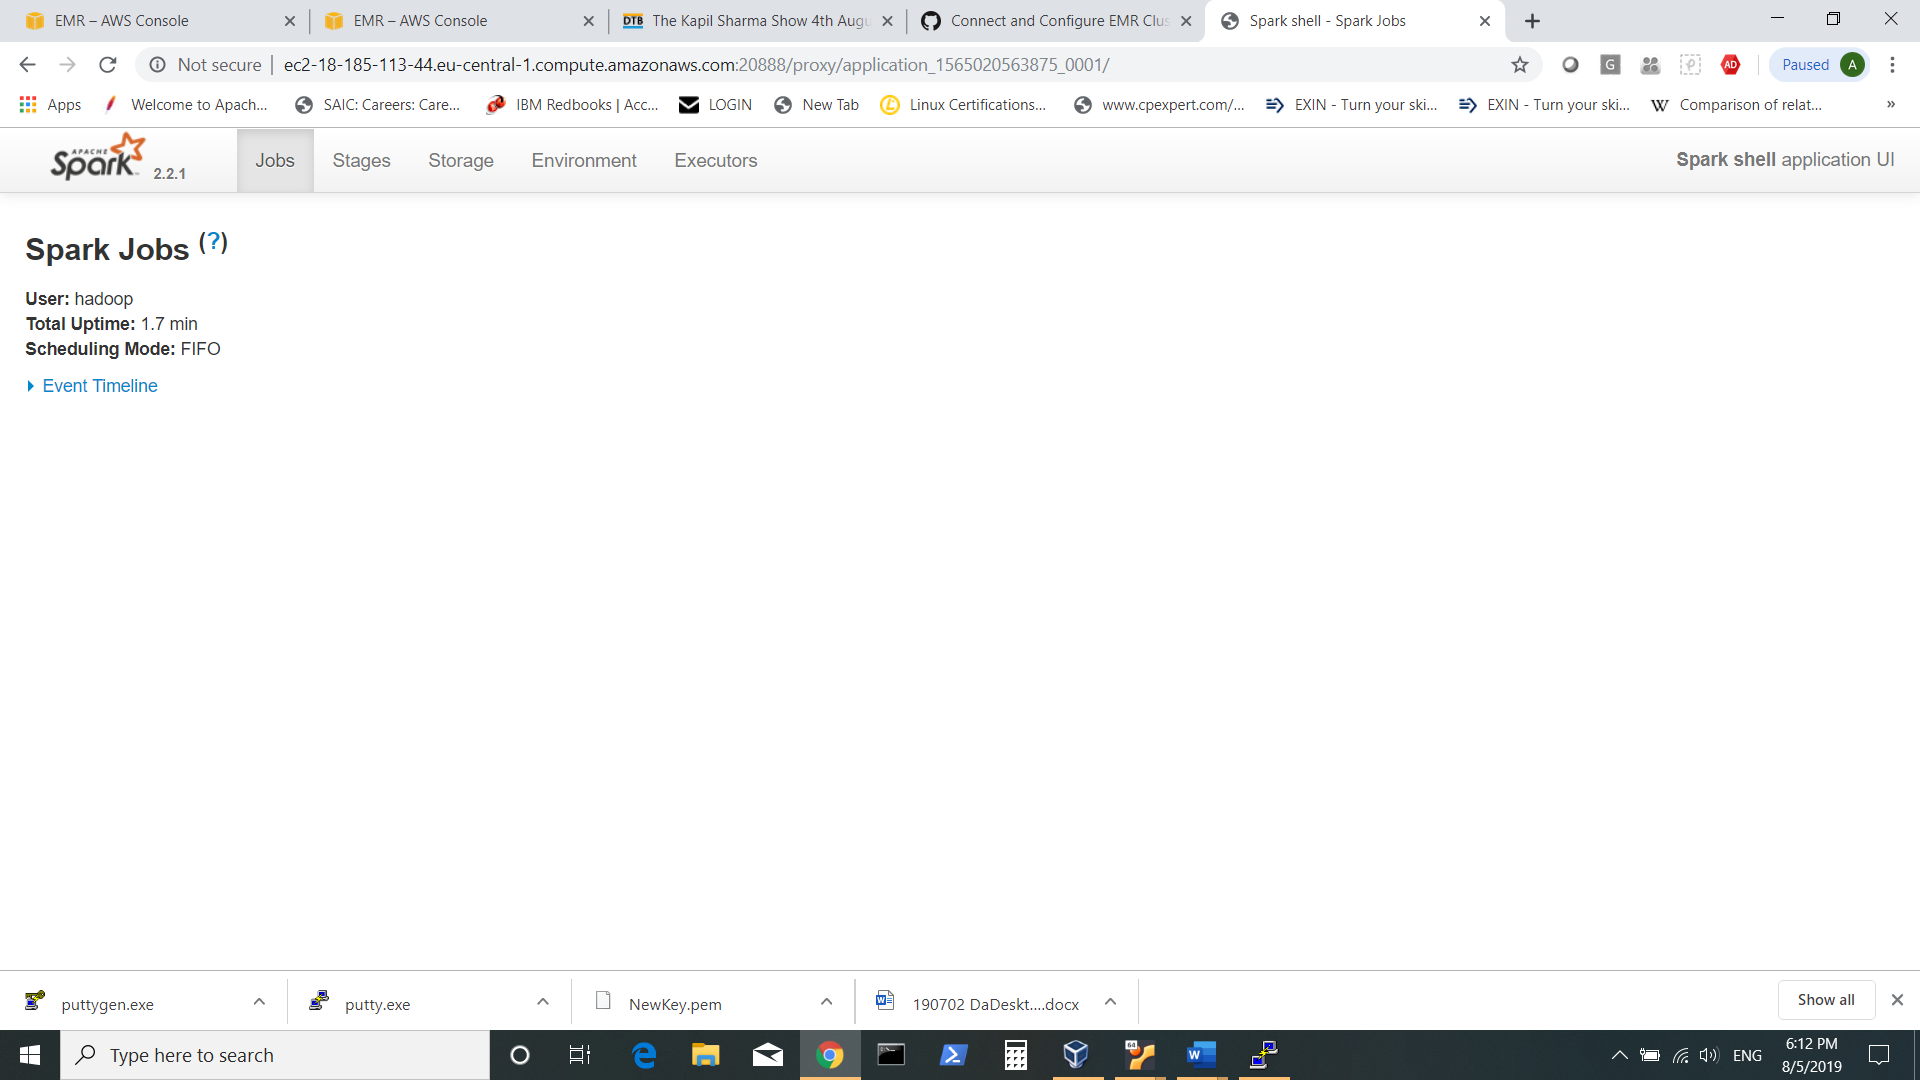 EMR – AWS Console
EMR – AWS Console
DTB The Kapil Sharma Show 4th Augu
Connect and Configure EMR Clus
Spark shell - Spark Jobs
Not secure | ec2-18-185-113-44.eu-central-1.compute.amazonaws.com:20888/proxy/application_1565020563875_0001/
G
AD
Paused A
Apps
Welcome to Apach...
SAIC: Careers: Care...
IBM Redbooks | Acc...
LOGIN
New Tab
Linux Certifications...
www.cpexpert.com/...
EXIN - Turn your ski...
EXIN - Turn your ski...
W Comparison of relat...
»
APACHE Spark 2.2.1
Jobs Stages Storage Environment Executors
Spark shell application UI
Spark Jobs (?)
User: hadoop
Total Uptime: 1.7 min
Scheduling Mode: FIFO
Event Timeline
puttygen.exe
putty.exe
NewKey.pem
190702 DaDeskt....docx
Show all
Type here to search
64
ENG
6:12 PM
8/5/2019